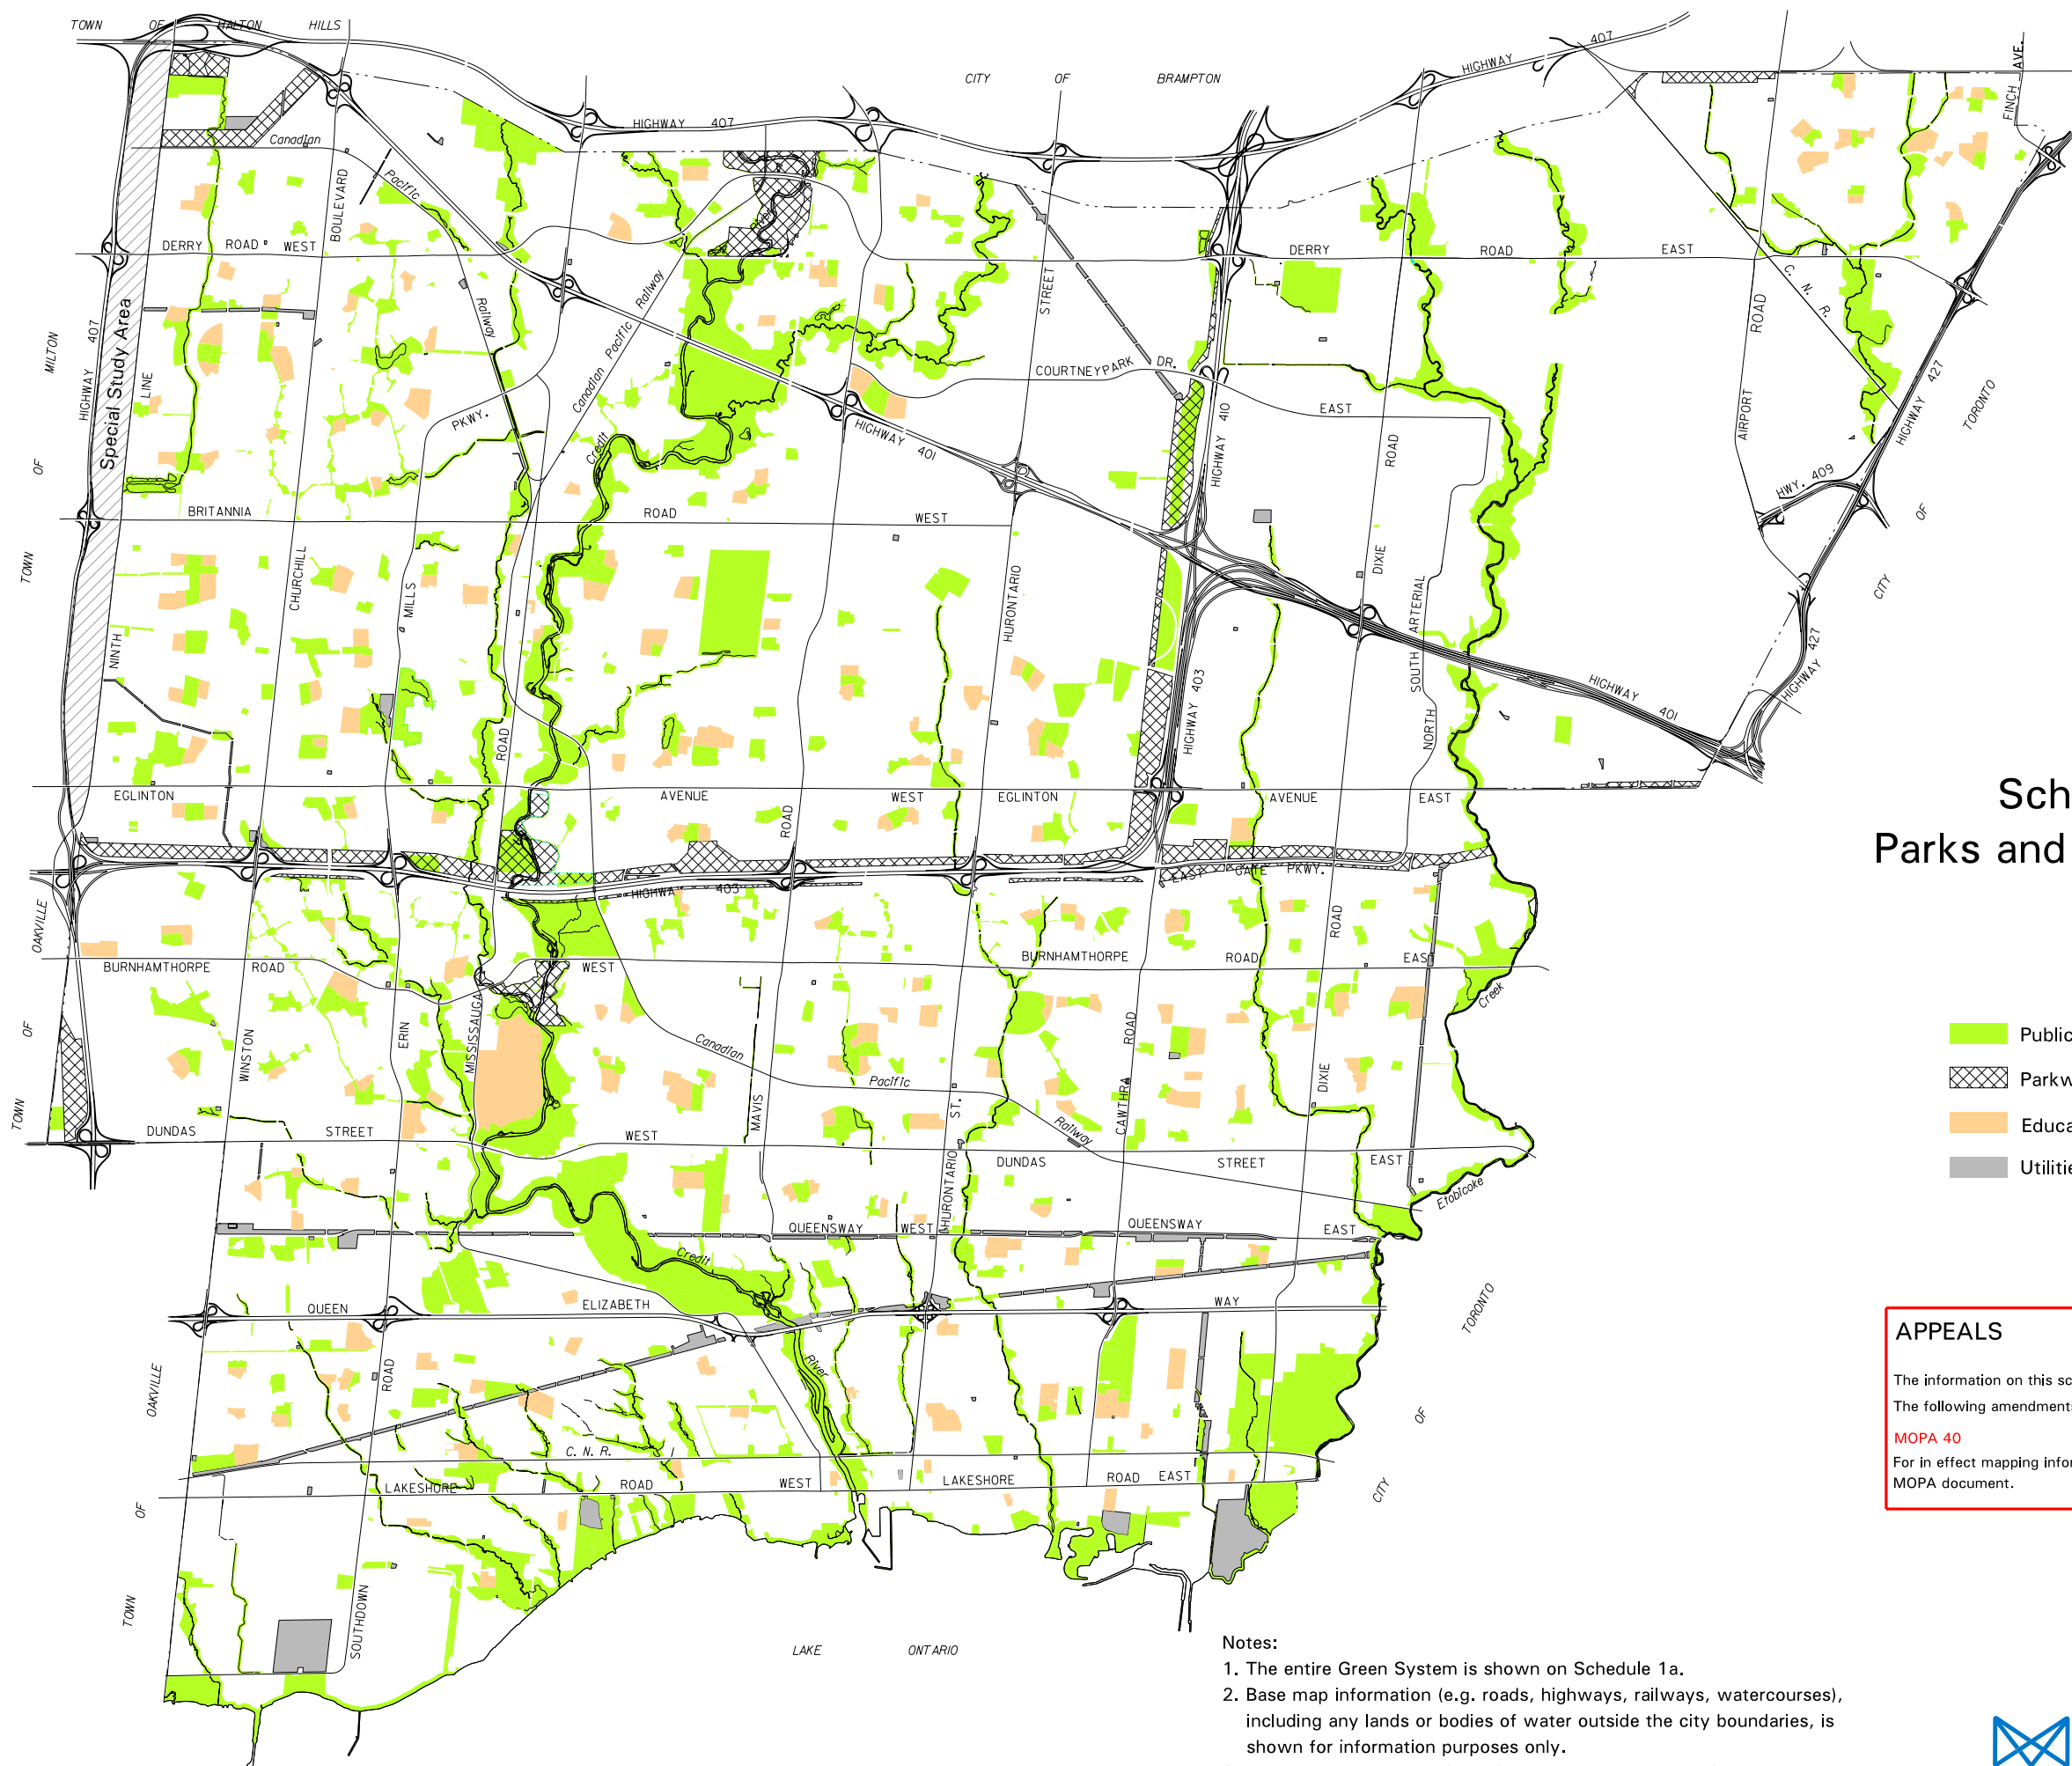 TOWN OF HALTON HILLS
CITY OF BRAMPTON
HIGHWAY 407
HIGHWAY 407
FINCH AVE.
Canadian
Pacific
Railway
BOULEVARD
DERRY ROAD WEST
DERRY ROAD EAST
River
STREET
Canadian Pacific Railway
C. N. R.
ROAD
AIRPORT
MILTON
OF
TOWN
HIGHWAY 407
Special Study Area
LINE
NINTH
PKWY.
COURTNEYPARK DR.
EAST
HIGHWAY 401
HIGHWAY 410
ROAD
DIXIE
HIGHWAY 427
TORONTO
OF
CITY
HWY. 409
Credit
BRITANNIA ROAD WEST
CHURCHILL
MILLS
HURONTARIO
SOUTH ARTERIAL
NORTH
HIGHWAY 403
HIGHWAY 427
HIGHWAY 401
ROAD
EGLINTON AVENUE WEST
EGLINTON AVENUE EAST
ROAD
Sch
Parks and
HIGHWA 403
EAST GATE PKWY.
OAKVILLE
OF
TOWN
BURNHAMTHORPE ROAD WEST
BURNHAMTHORPE ROAD EAST
ROAD
Creek
WINSTON
ERIN
MISSISSAUGA
Canadian
Pacific
Railway
MAVIS
ST.
HURONTARIO
ROAD
CAWTHRA
DIXIE
Public
Parkw
Educa
Utilitie
DUNDAS STREET WEST
DUNDAS STREET EAST
Etobicoke
QUEENSWAY WEST
QUEENSWAY EAST
Credit
River
QUEEN ELIZABETH WAY
TORONTO
OF
CITY
APPEALS
The information on this sc
The following amendment
MOPA 40
For in effect mapping infor
MOPA document.
OAKVILLE
OF
TOWN
ROAD
C. N. R.
LAKESHORE ROAD WEST
LAKESHORE ROAD EAST
SOUTHDOWN
LAKE ONTARIO
Notes:
1. The entire Green System is shown on Schedule 1a.
2. Base map information (e.g. roads, highways, railways, watercourses),
including any lands or bodies of water outside the city boundaries, is
shown for information purposes only.